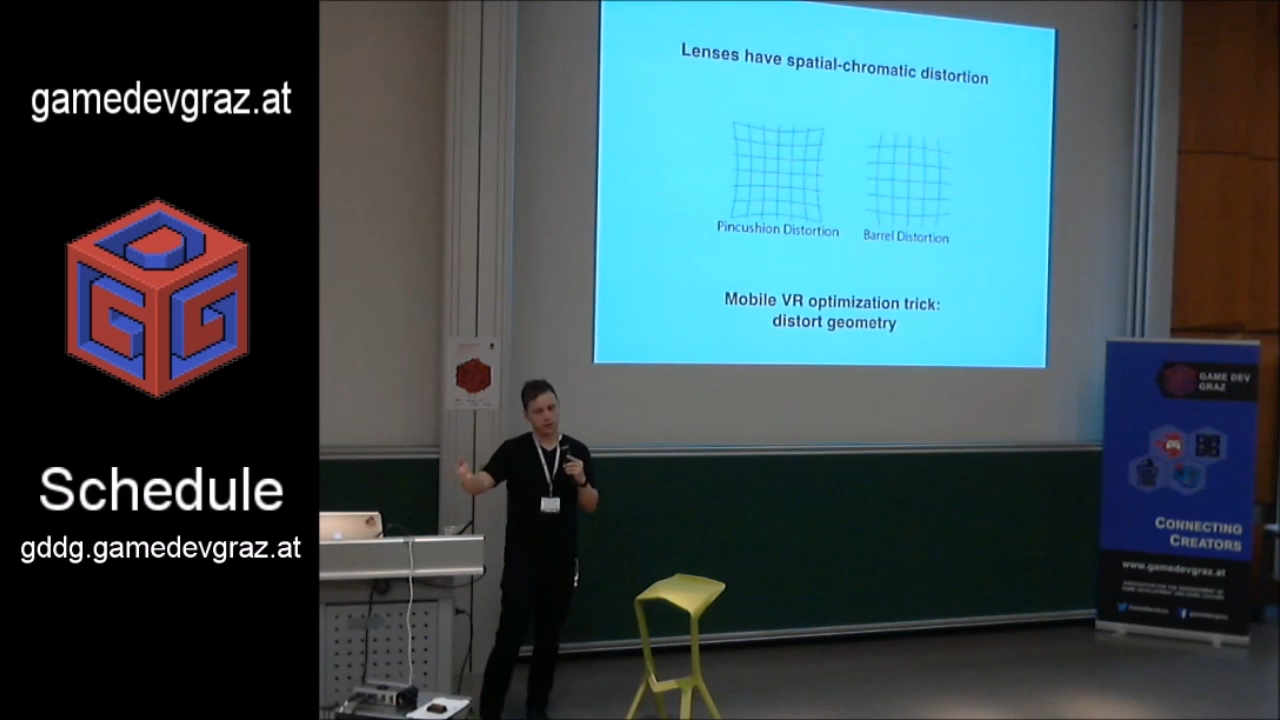 gamedevgraz.at
Schedule
gddg.gamedevgraz.at
Lenses have spatial-chromatic distortion
Pincushion Distortion
Barrel Distortion
Mobile VR optimization trick:
distort geometry
GAME DEV
GRAZ
CONNECTING
CREATORS
www.gamedevgraz.at